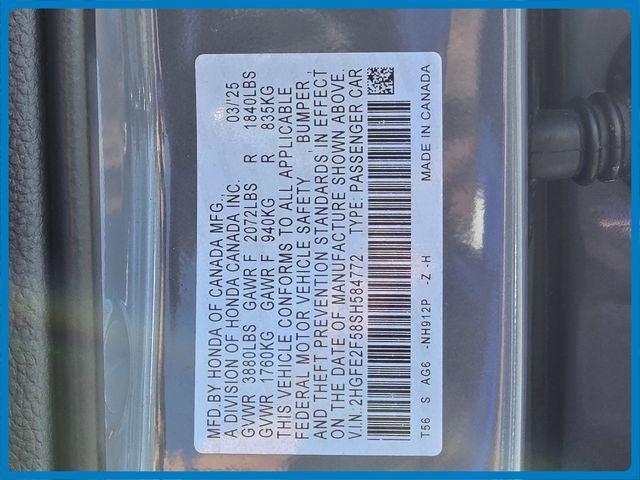 MFD.BY HONDA OF CANADA MFG.,
A DIVISION OF HONDA CANADA INC. 03/'25
GVWR 3880LBS GAWR F 2072LBS R 1840LBS
GVWR 1760KG GAWR F 940KG R 835KG
THIS VEHICLE CONFORMS TO ALL APPLICABLE
FEDERAL MOTOR VEHICLE SAFETY , BUMPER,
AND THEFT PREVENTION STANDARDS IN EFFECT
ON THE DATE OF MANUFACTURE SHOWN ABOVE.
V.I.N.:2HGFE2F58SH584772 TYPE: PASSENGER CAR
T56 S AG6 -NH912P -Z -H MADE IN CANADA